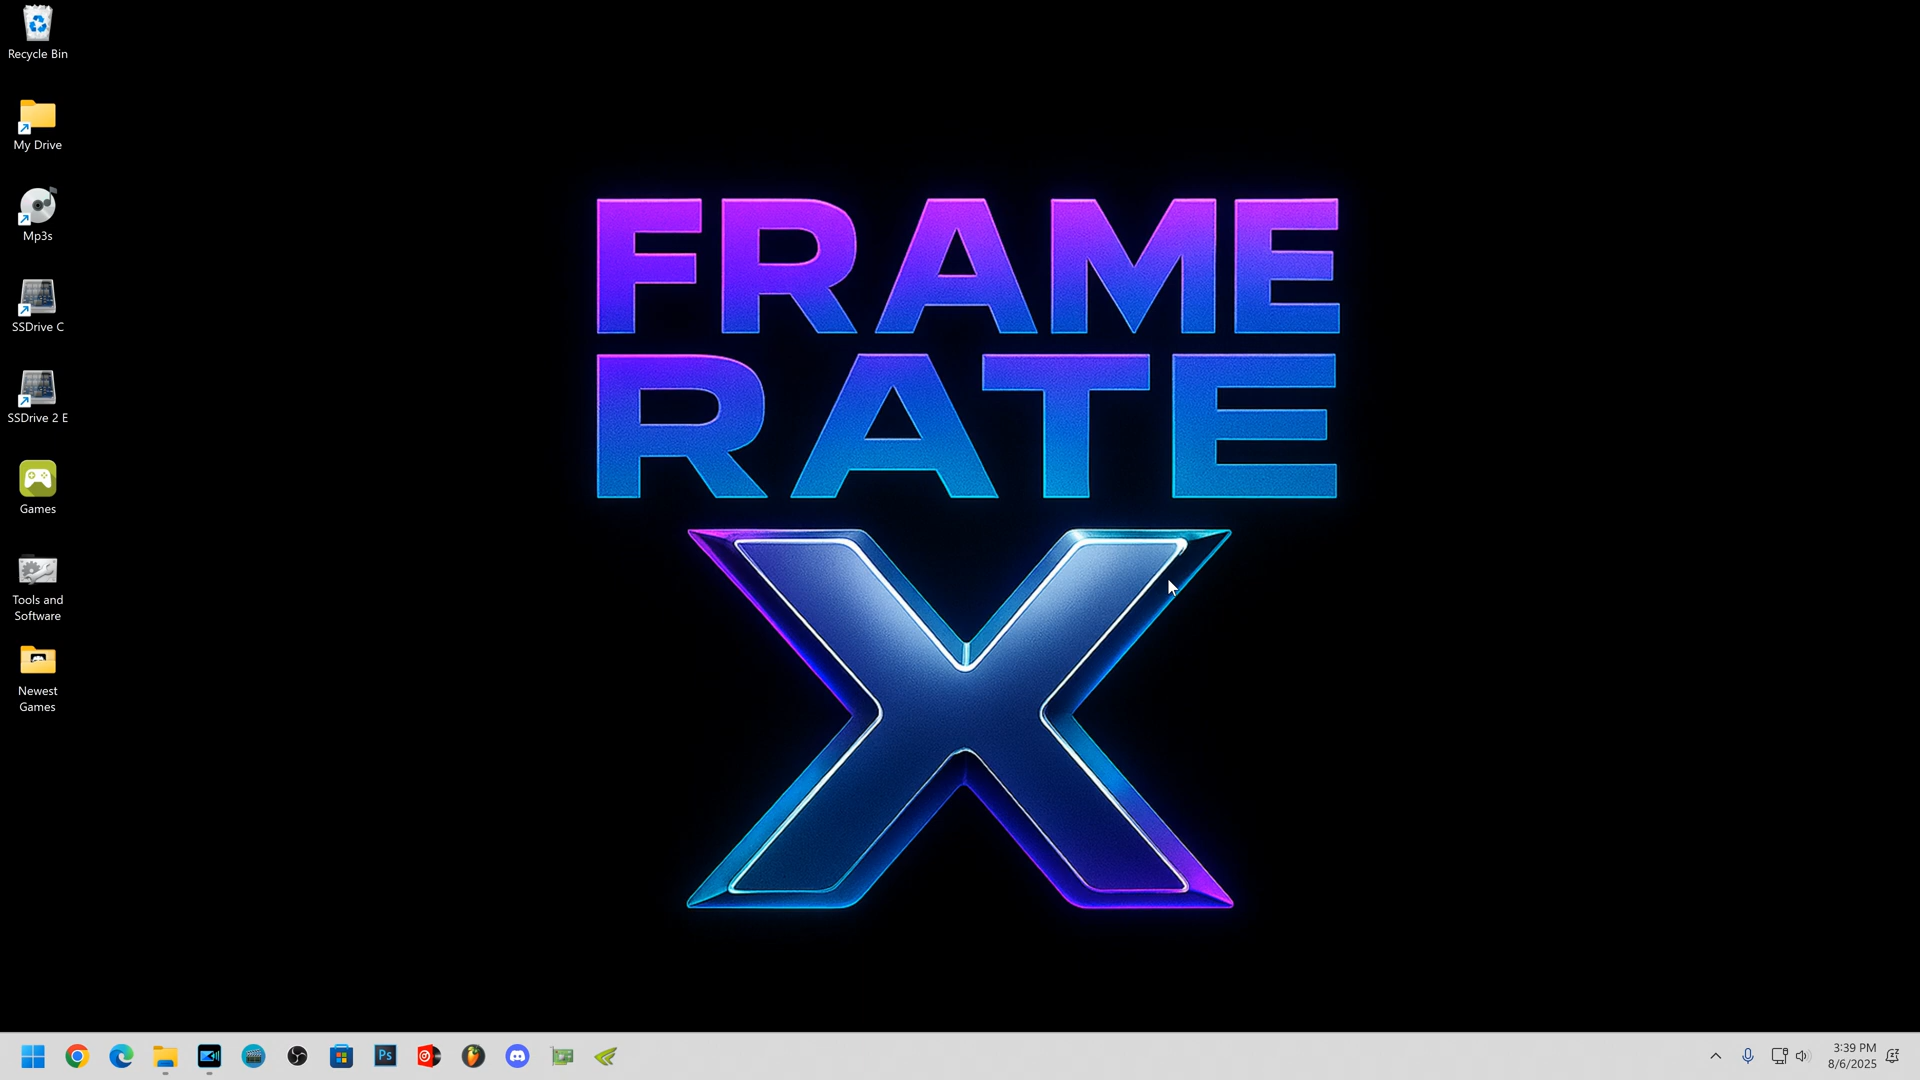 Recycle Bin
My Drive
Mp3s
SSDrive C
SSDrive 2 E
Games
Tools and
Software
Newest
Games
FRAME
RATE
X
Ps
3:39 PM
8/6/2025